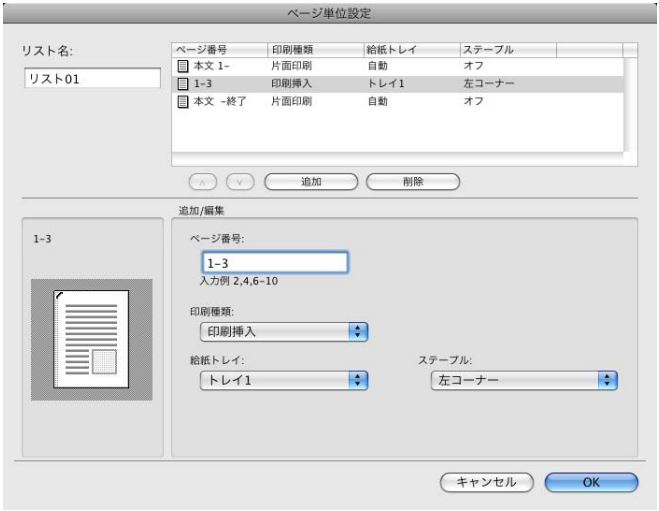 ページ単位設定
リスト名:
リスト01
ページ番号 印刷種類 給紙トレイ ステープル
本文 1- 片面印刷 自動 オフ
1-3 印刷挿入 トレイ1 左コーナー
本文 -終了 片面印刷 自動 オフ
追加 削除
追加/編集
1-3
ページ番号:
1-3
入力例 2,4,6-10
印刷種類:
印刷挿入
給紙トレイ: ステープル:
トレイ1 左コーナー
キャンセル OK